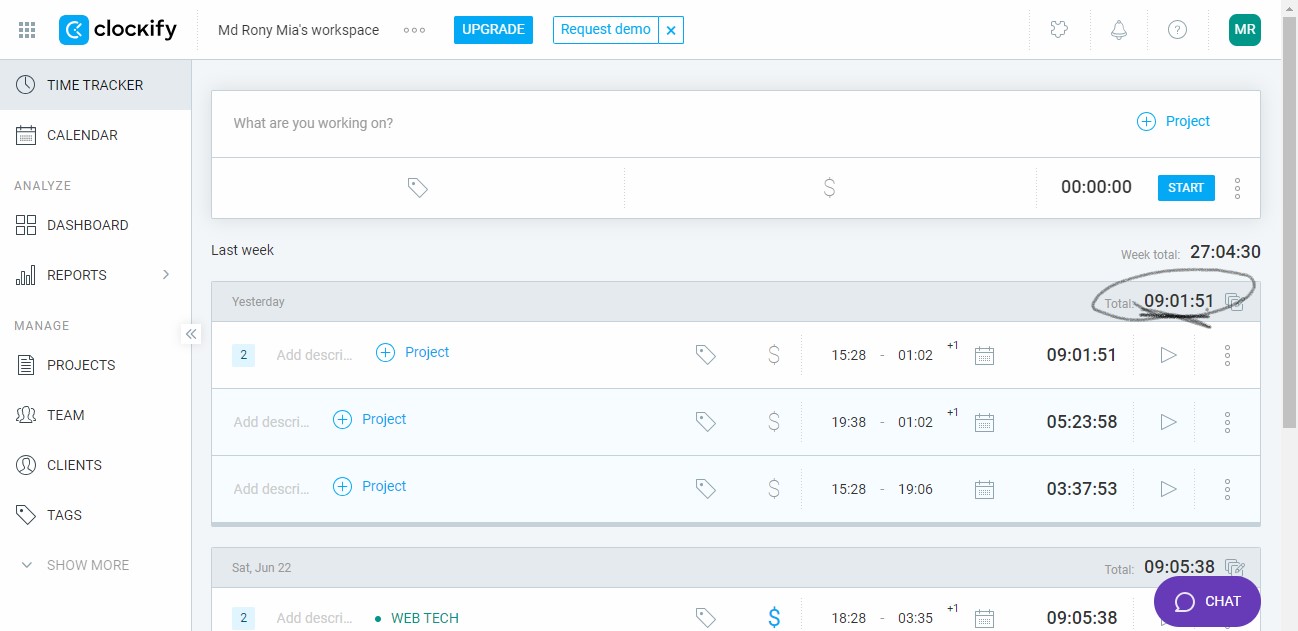 clockify Md Rony Mia's workspace UPGRADE Request demo × MR
TIME TRACKER
CALENDAR
ANALYZE
DASHBOARD
REPORTS
MANAGE
PROJECTS
TEAM
CLIENTS
TAGS
SHOW MORE
What are you working on? Project
$ 00:00:00 START
Last week Week total: 27:04:30
Yesterday Total: 09:01:51
2 Add descri... Project $ 15:28 - 01:02 +1 09:01:51
Add descri... Project $ 19:38 - 01:02 +1 05:23:58
Add descri... Project $ 15:28 - 19:06 03:37:53
Sat, Jun 22 Total: 09:05:38
2 Add descri... • WEB TECH $ 18:28 - 03:35 +1 09:05:38
CHAT